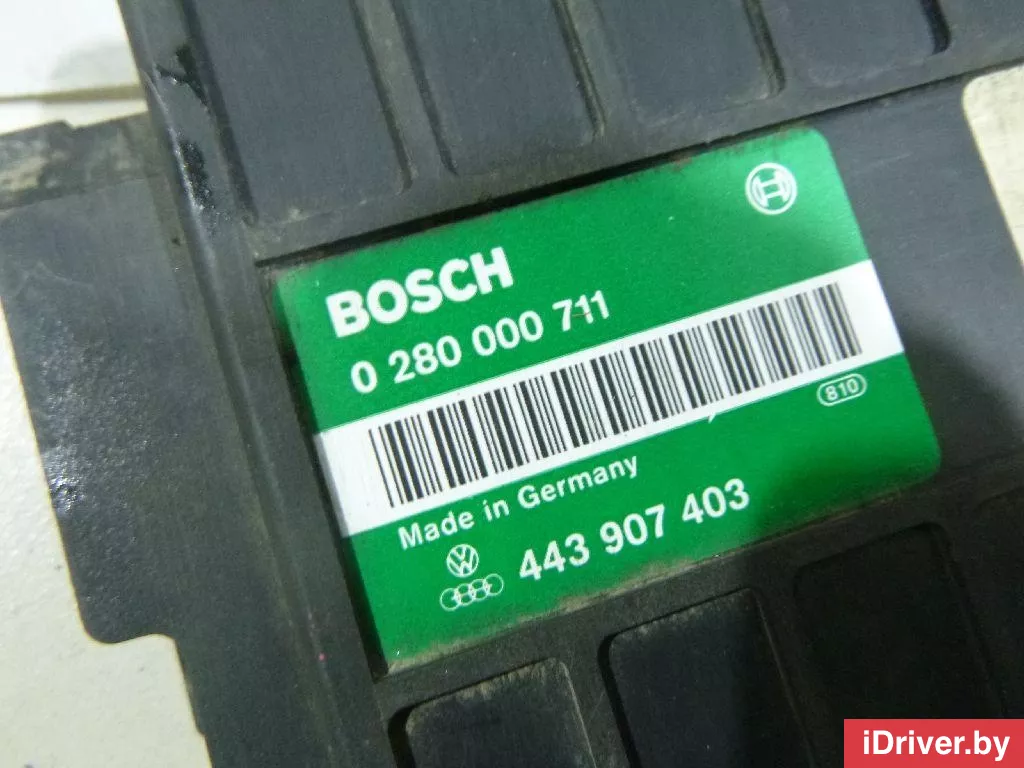 BOSCH
0 280 000 711
810
Made in Germany
443 907 403
iDriver.by